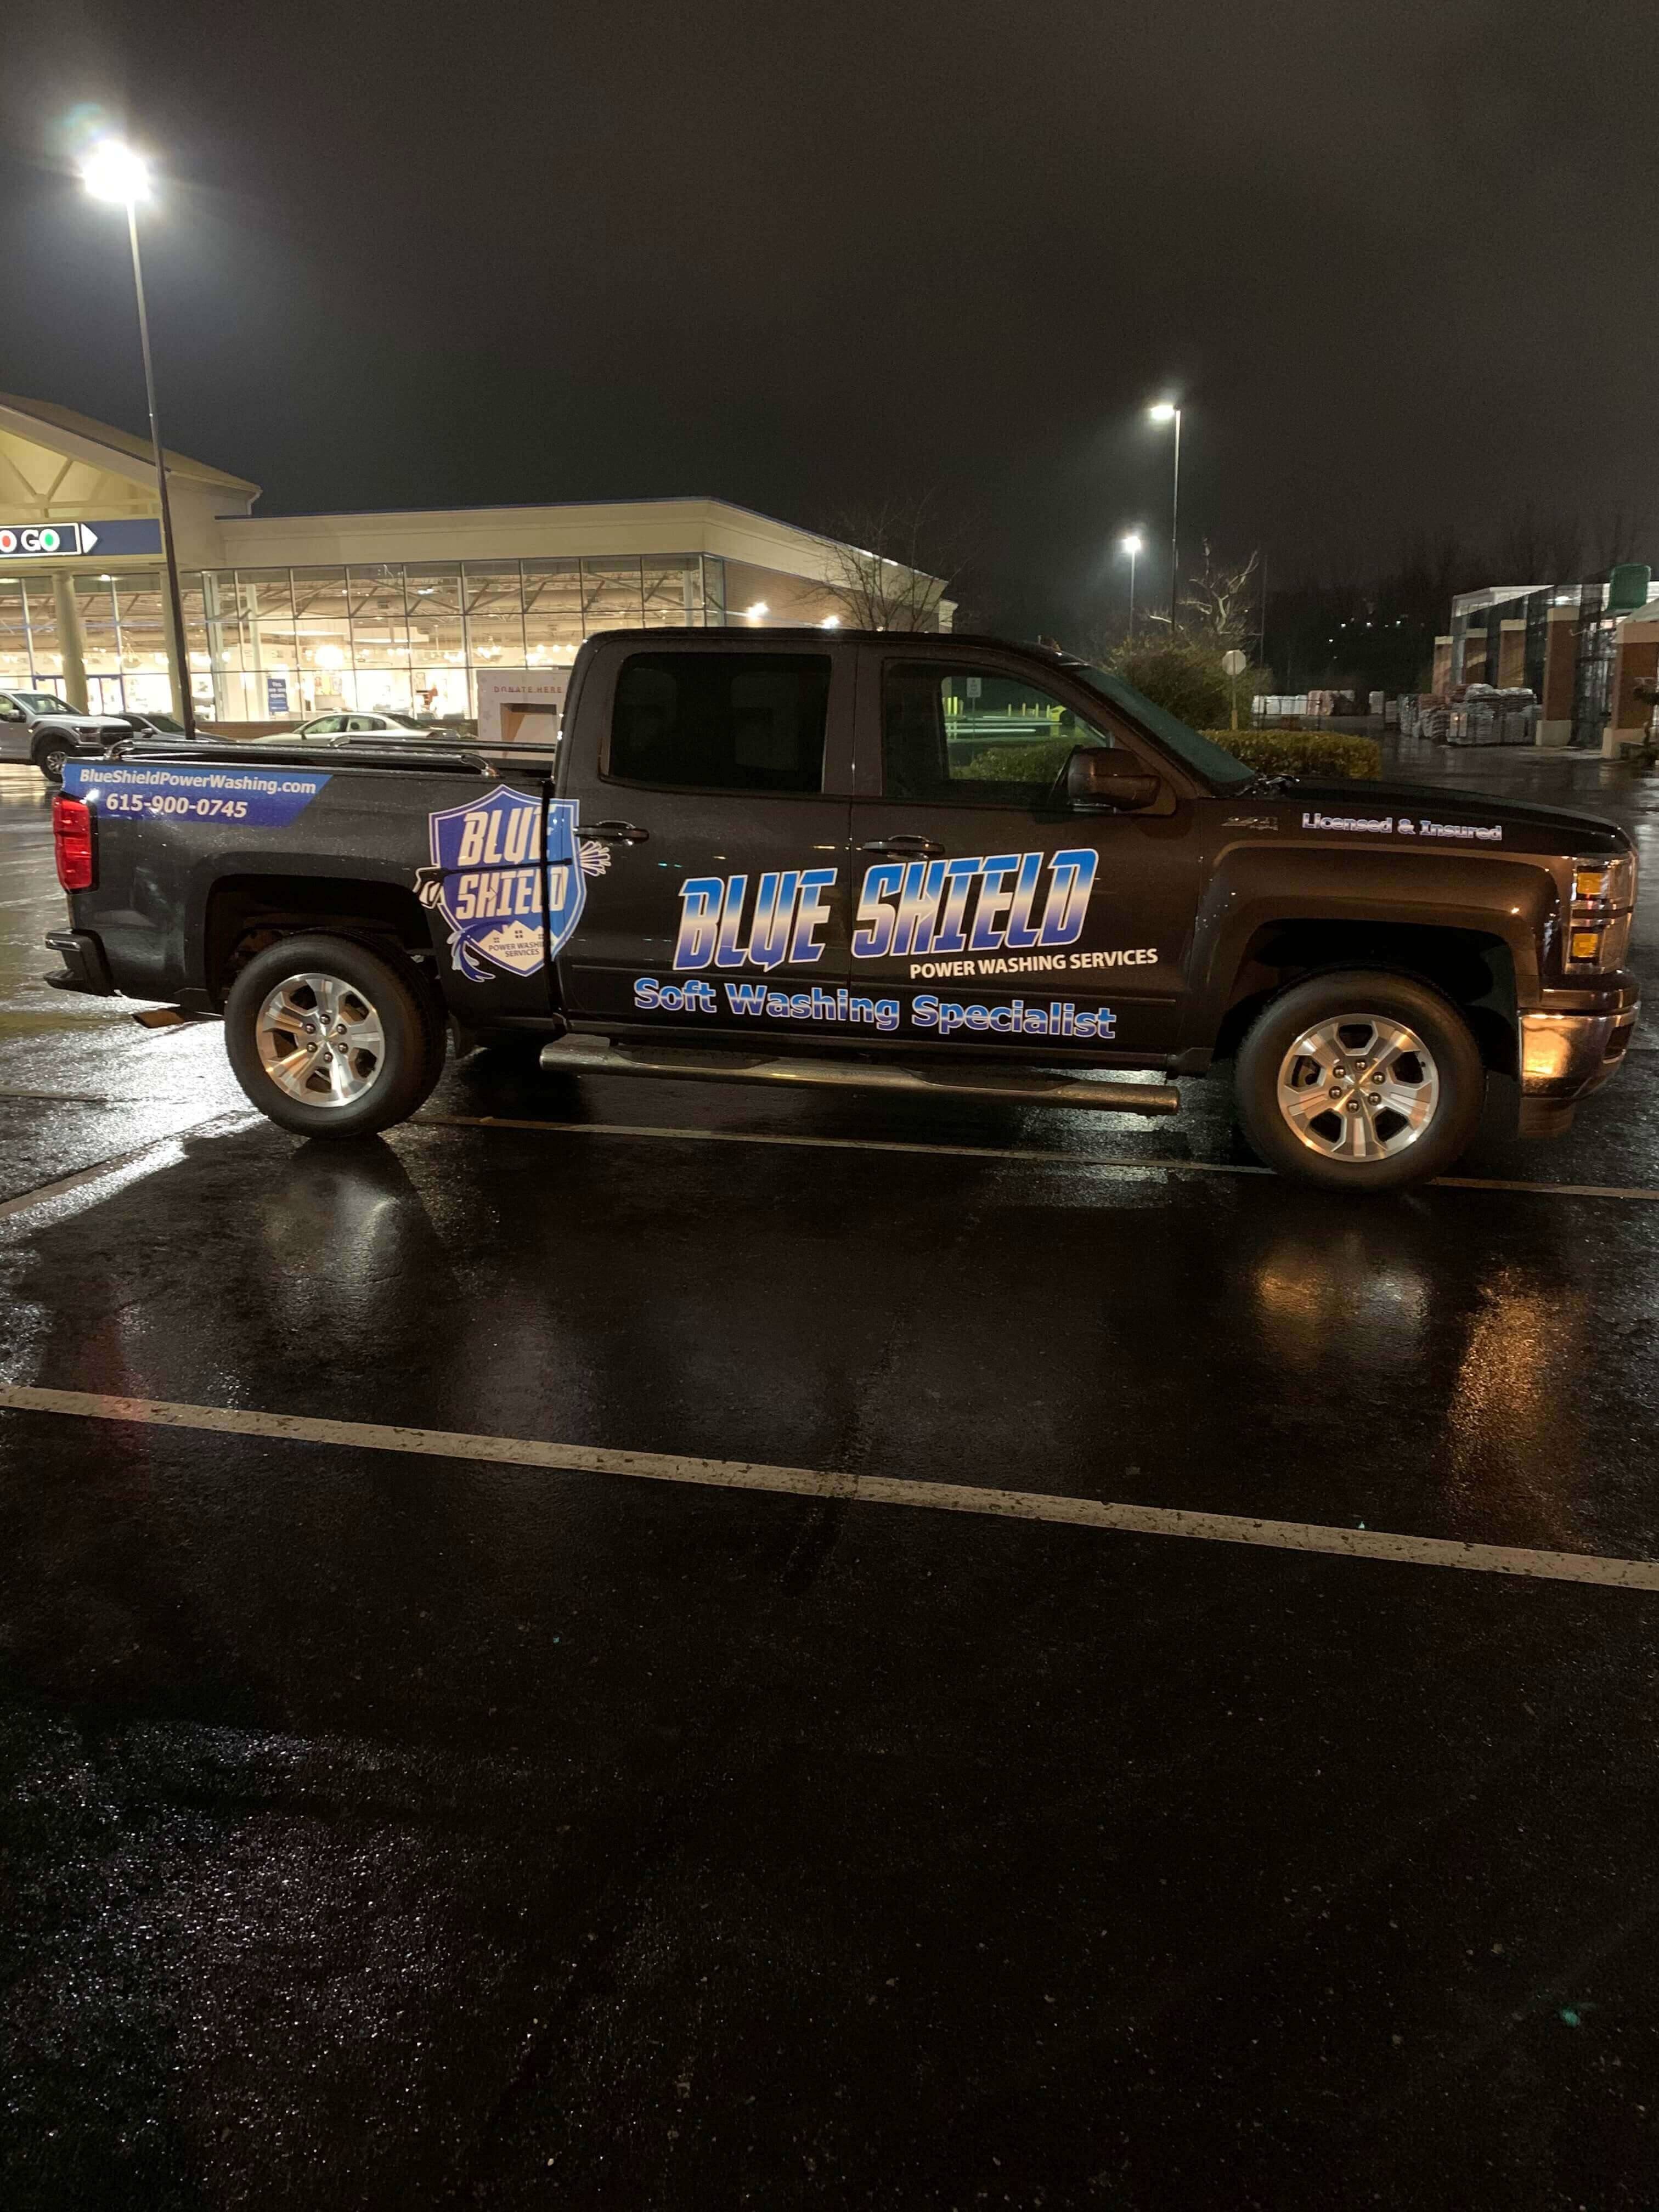 O GO
DONATE HERE
BlueShieldPowerWashing.com
615-900-0745
BLUE
SHIELD
POWER WASHING
SERVICES
BLUE SHIELD
POWER WASHING SERVICES
Soft Washing Specialist
Z71
Licensed & Insured